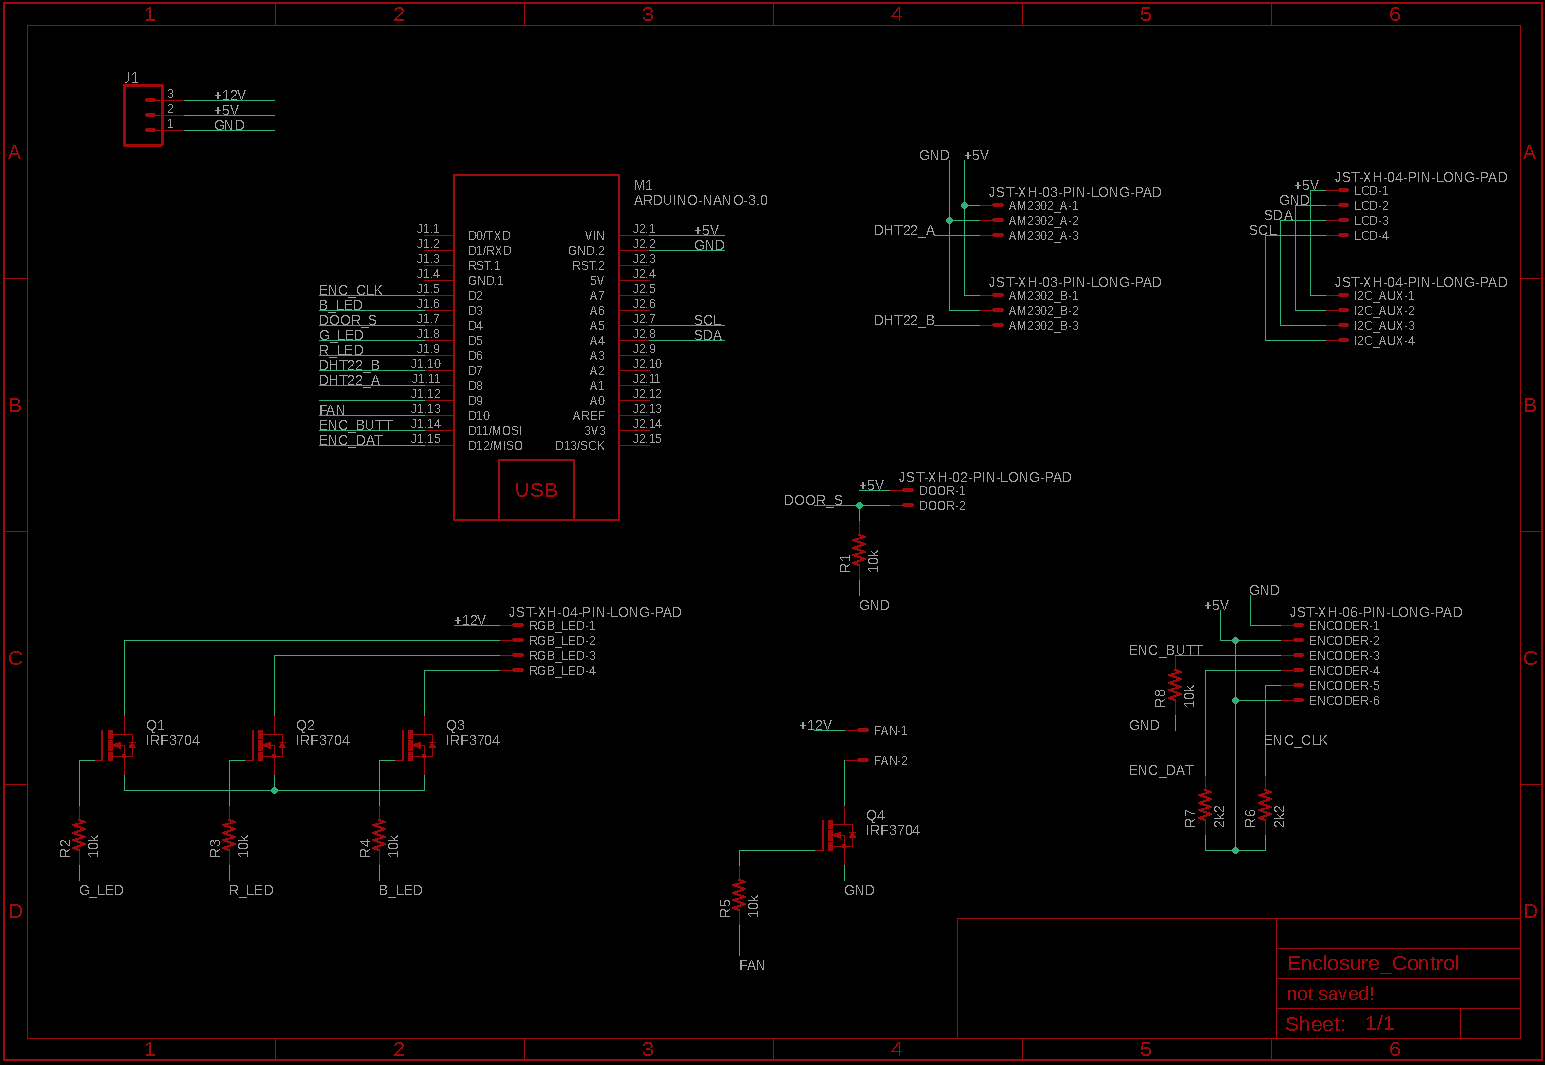 1 2 3 4 5 6
J1
3 +12V
2 +5V
1 GND
A A
M1
ARDUINO-NANO-3.0
J1.1 D0/TXD VIN J2.1 +5V
J1.2 D1/RXD GND.2 J2.2 GND
J1.3 RST.1 RST.2 J2.3
J1.4 GND.1 5V J2.4
ENC_CLK J1.5 D2 A7 J2.5
B_LED J1.6 D3 A6 J2.6
DOOR_S J1.7 D4 A5 J2.7 SCL
G_LED J1.8 D5 A4 J2.8 SDA
R_LED J1.9 D6 A3 J2.9
DHT22_B J1.10 D7 A2 J2.10
DHT22_A J1.11 D8 A1 J2.11
J1.12 D9 A0 J2.12
FAN J1.13 D10 AREF J2.13
ENC_BUTT J1.14 D11/MOSI 3V3 J2.14
ENC_DAT J1.15 D12/MISO D13/SCK J2.15
USB
GND +5V
JST-XH-03-PIN-LONG-PAD
AM2302_A-1
AM2302_A-2
DHT22_A AM2302_A-3
JST-XH-03-PIN-LONG-PAD
AM2302_B-1
AM2302_B-2
DHT22_B AM2302_B-3
JST-XH-04-PIN-LONG-PAD
+5V LCD-1
GND LCD-2
SDA LCD-3
SCL LCD-4
JST-XH-04-PIN-LONG-PAD
I2C_AUX-1
I2C_AUX-2
I2C_AUX-3
I2C_AUX-4
B B
JST-XH-02-PIN-LONG-PAD
+5V DOOR-1
DOOR_S DOOR-2
R1 10k
GND
JST-XH-04-PIN-LONG-PAD
+12V RGB_LED-1
RGB_LED-2
RGB_LED-3
RGB_LED-4
C C
Q1
IRF3704
Q2
IRF3704
Q3
IRF3704
R2 10k
R3 10k
R4 10k
G_LED
R_LED
B_LED
+12V FAN-1
FAN-2
Q4
IRF3704
R5 10k
GND
FAN
GND
+5V
JST-XH-06-PIN-LONG-PAD
ENCODER-1
ENCODER-2
ENC_BUTT ENCODER-3
ENCODER-4
ENCODER-5
ENCODER-6
R8 10k
GND
ENC_CLK
ENC_DAT
R7 2k2
R6 2k2
D D
Enclosure_Control
not saved!
Sheet: 1/1
1 2 3 4 5 6